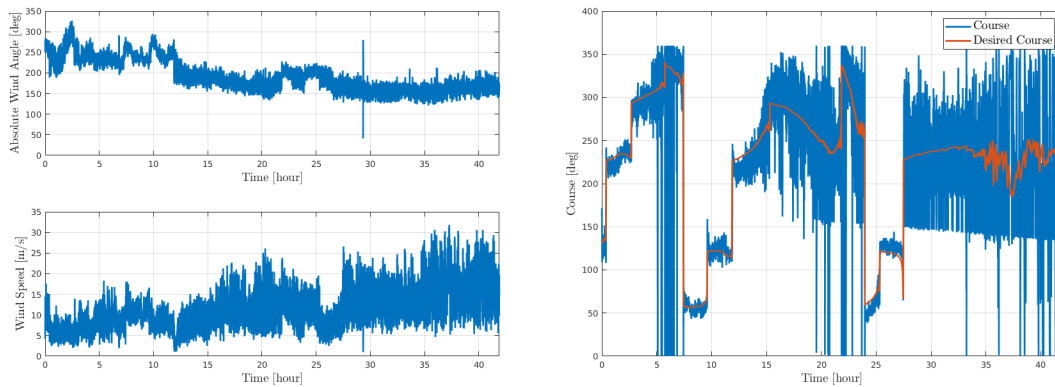 350
300
250
200
150
100
50
0
Absolute Wind Angle [deg]
0 5 10 15 20 25 30 35 40
Time [hour]
35
30
25
20
15
10
5
0
Wind Speed [m/s]
0 5 10 15 20 25 30 35 40
Time [hour]
400
350
300
250
200
150
100
50
0
Course [deg]
Course
Desired Course
0 5 10 15 20 25 30 35 40
Time [hour]